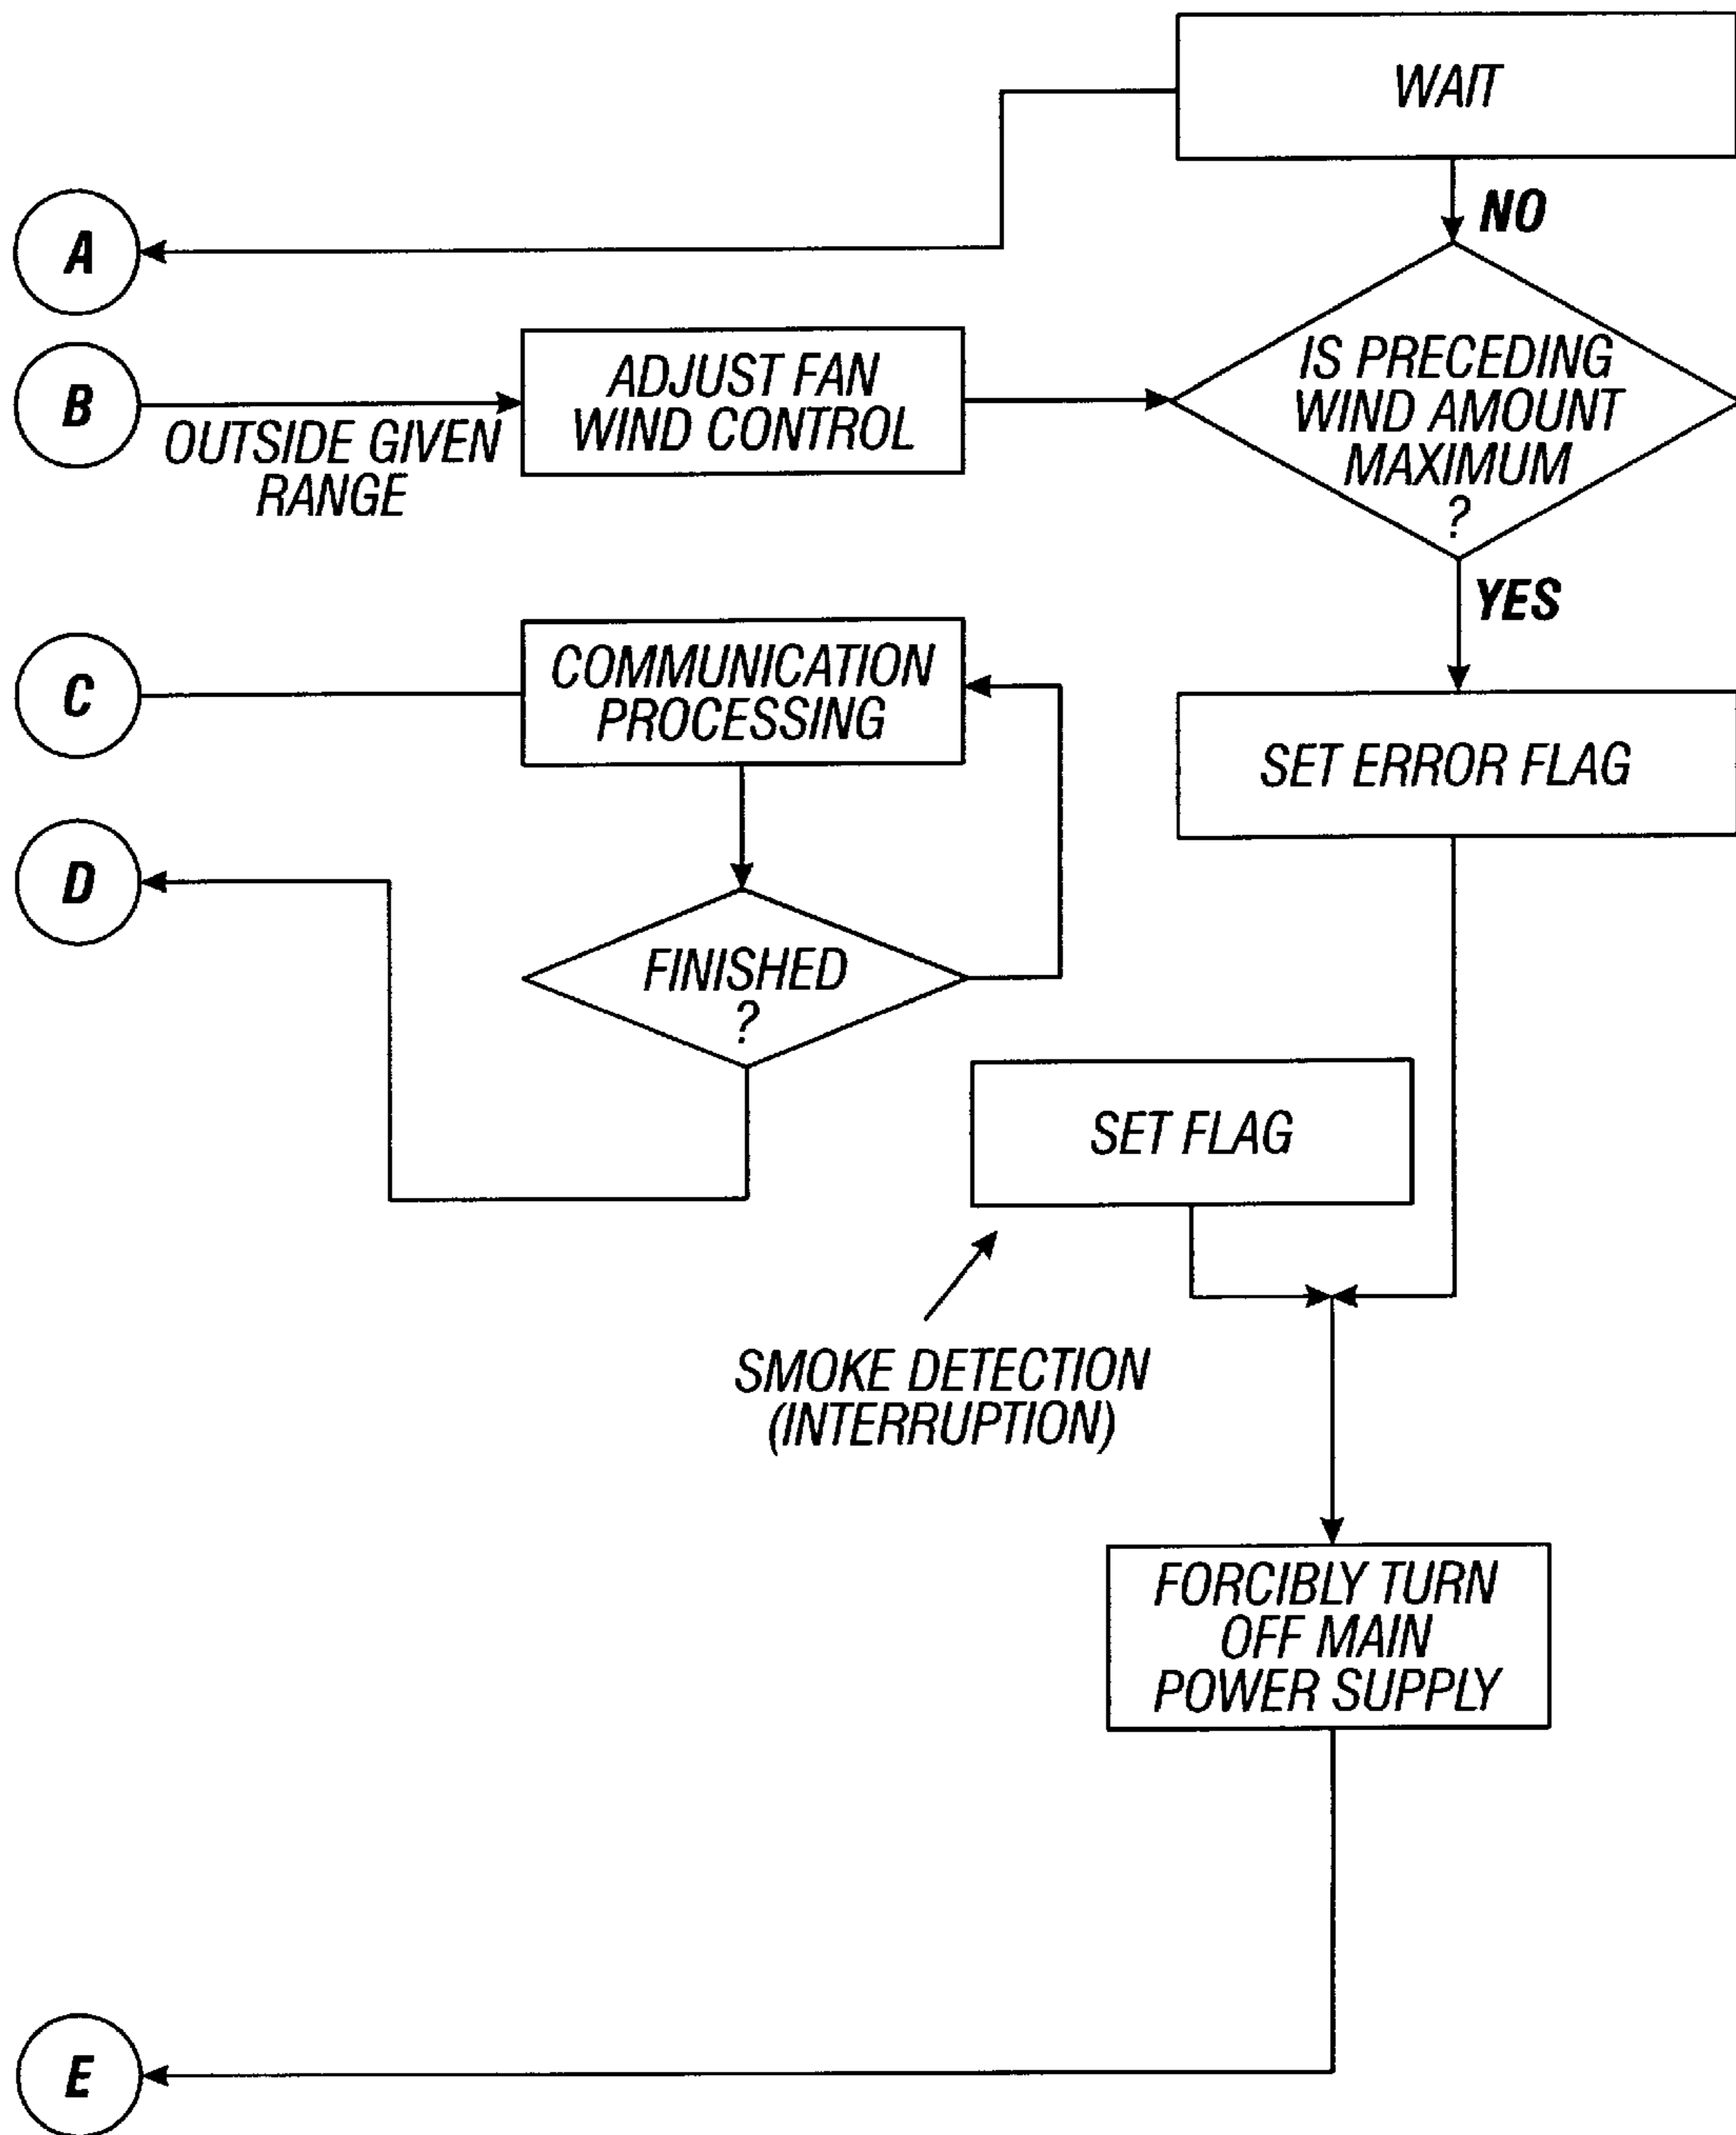 WAIT
NO
A
IS PRECEDING
WIND AMOUNT
MAXIMUM
?
B
OUTSIDE GIVEN
RANGE
ADJUST FAN
WIND CONTROL
YES
C
COMMUNICATION
PROCESSING
SET ERROR FLAG
D
FINISHED
?
SET FLAG
SMOKE DETECTION
(INTERRUPTION)
FORCIBLY TURN
OFF MAIN
POWER SUPPLY
E